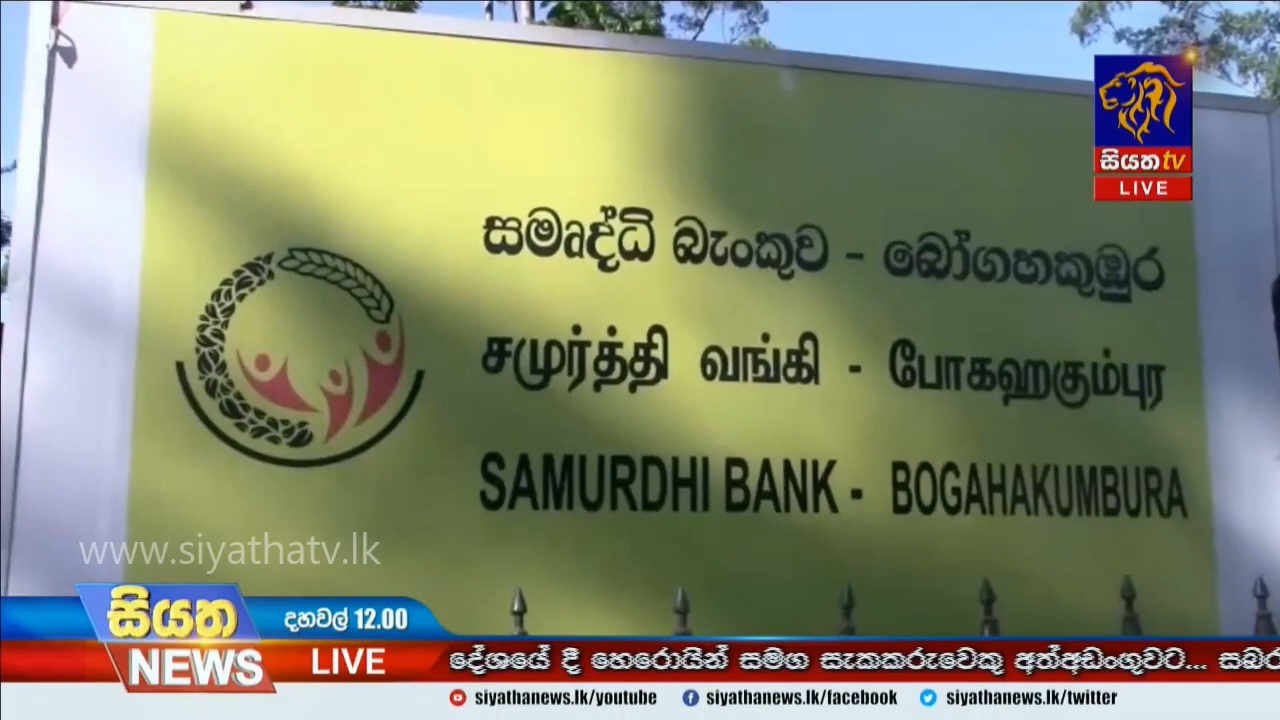 සියත tv
LIVE
සමෘද්ධි බැංකුව - බෝගහකුඹුර
சமுர்த்தி வங்கி - போகஹகும்புர
SAMURDHI BANK - BOGAHAKUMBURA
www.siyathatv.lk
සියත
දහවල් 12.00
NEWS
LIVE
දේශයේ දී හෙරොයින් සමග සැකකරුවෙකු අත්අඩංගුවට... සබර
siyathanews.lk/youtube
siyathanews.lk/facebook
siyathanews.lk/twitter